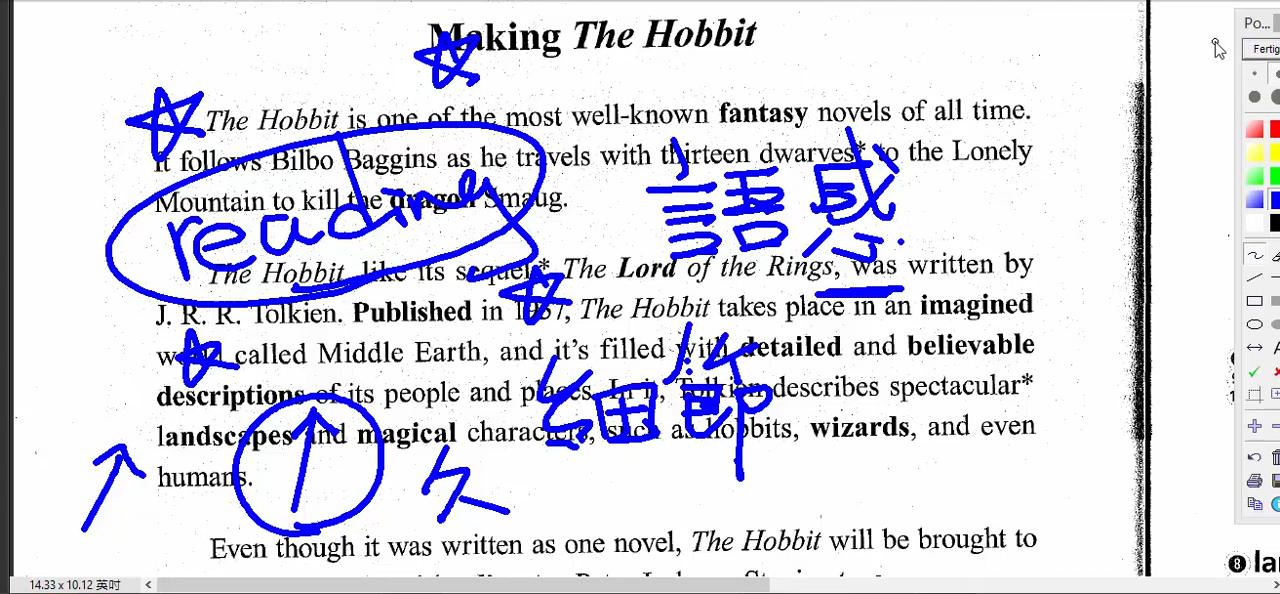 Making The Hobbit
The Hobbit is one of the most well-known fantasy novels of all time.
It follows Bilbo Baggins as he travels with thirteen dwarves* to the Lonely
Mountain to kill the dragon Smaug.
reading
語感
The Hobbit, like its sequel*, The Lord of the Rings, was written by
J. R. R. Tolkien. Published in 1937, The Hobbit takes place in an imagined
world called Middle Earth, and it's filled with detailed and believable
descriptions of its people and places. In it, Tolkien describes spectacular*
細節
landscapes and magical characters, such as hobbits, wizards, and even
humans.
Even though it was written as one novel, The Hobbit will be brought to
Po...
Fertig
14.33 x 10.12 英吋
8 la